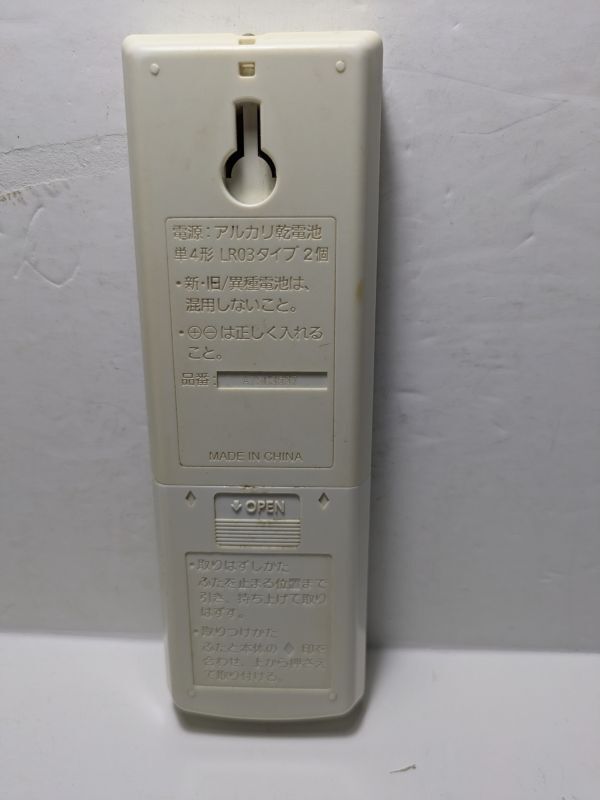 電源：アルカリ乾電池
単4形 LR03タイプ 2個
・新・旧/異種電池は、
混用しないこと。
・⊕⊖は正しく入れる
こと。
品番：
MADE IN CHINA
OPEN
・取りはずしかた
ふたを止まる位置まで
引き、持ち上げて取り
はずす。
・取りつけかた
ふたと本体の ♢ 印を
合わせ、上から押さえ
て取り付ける。